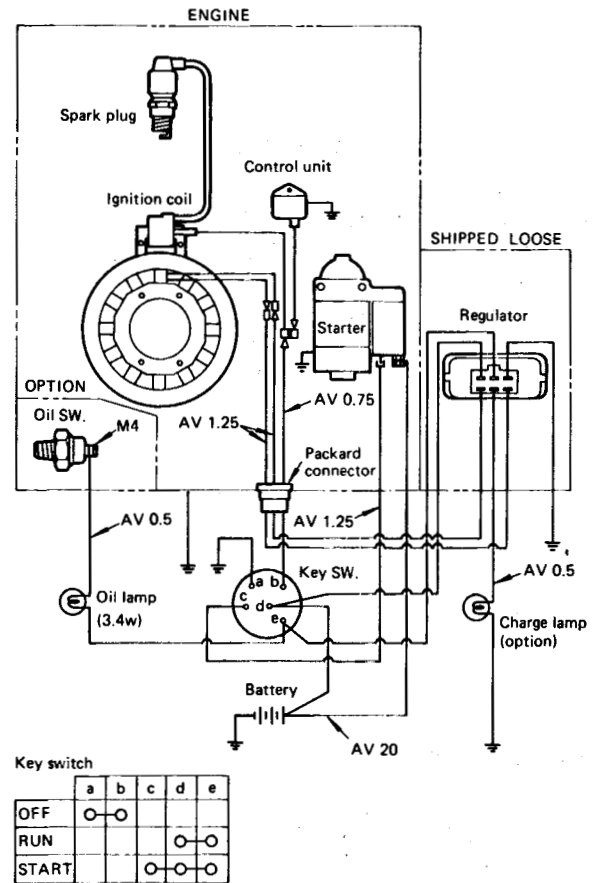 ENGINE
Spark plug
Control unit
Ignition coil
SHIPPED LOOSE
Regulator
Starter
OPTION
Oil SW.
M4
AV 1.25
AV 0.75
Packard
connector
AV 0.5
AV 1.25
AV 0.5
Key SW.
a b
c
d
e
Oil lamp
(3.4w)
Charge lamp
(option)
Battery
AV 20
Key switch
a b c d e
OFF
RUN
START